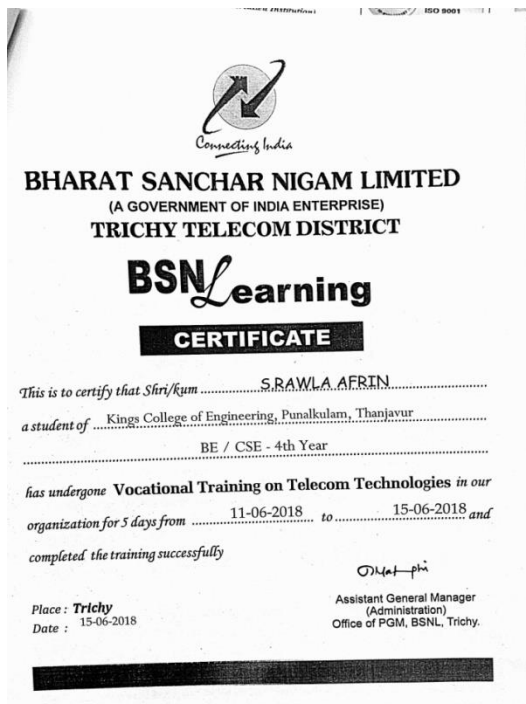 ISO 9001
Connecting India
BHARAT SANCHAR NIGAM LIMITED
(A GOVERNMENT OF INDIA ENTERPRISE)
TRICHY TELECOM DISTRICT
BSNLearning
CERTIFICATE
This is to certify that Shri/kum ............ S.RAWLA AFRIN ....................
a student of .... Kings College of Engineering, Punalkulam, Thanjavur
BE / CSE - 4th Year
has undergone Vocational Training on Telecom Technologies in our
organization for 5 days from ........ 11-06-2018 ........ to ............ 15-06-2018 and
completed the training successfully
Assistant General Manager
(Administration)
Office of PGM, BSNL, Trichy.
Place : Trichy
Date : 15-06-2018